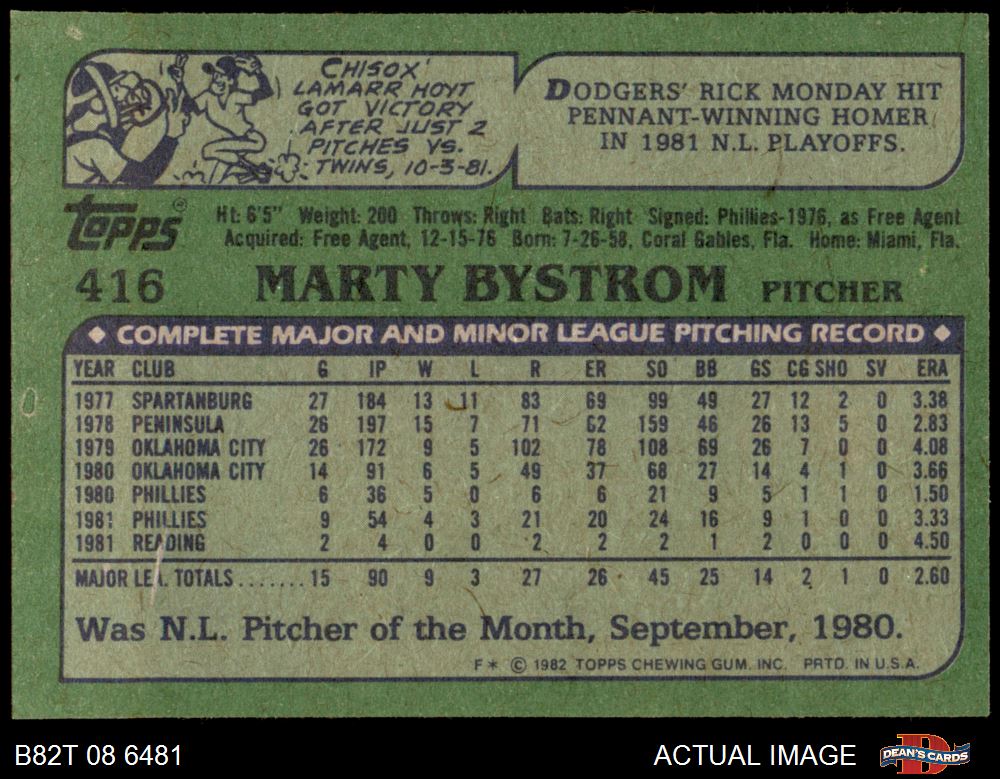 CHISOX'
LAMARR HOYT
GOT VICTORY
AFTER JUST 2
PITCHES VS.
TWINS, 10-3-81.
DODGERS' RICK MONDAY HIT
PENNANT-WINNING HOMER
IN 1981 N.L. PLAYOFFS.
Topps®
Ht: 6'5" Weight: 200 Throws: Right Bats: Right Signed: Phillies-1976, as Free Agent
Acquired: Free Agent, 12-15-76 Born: 7-26-58, Coral Gables, Fla. Home: Miami, Fla.
416 MARTY BYSTROM PITCHER
◆ COMPLETE MAJOR AND MINOR LEAGUE PITCHING RECORD ◆
YEAR CLUB G IP W L R ER SO BB GS CG SHO SV ERA
1977 SPARTANBURG 27 184 13 11 83 69 99 49 27 12 2 0 3.38
1978 PENINSULA 26 197 15 7 71 62 159 46 26 13 5 0 2.83
1979 OKLAHOMA CITY 26 172 9 5 102 78 108 69 26 7 0 0 4.08
1980 OKLAHOMA CITY 14 91 6 5 49 37 68 27 14 4 1 0 3.66
1980 PHILLIES 6 36 5 0 6 6 21 9 5 1 1 0 1.50
1981 PHILLIES 9 54 4 3 21 20 24 16 9 1 0 0 3.33
1981 READING 2 4 0 0 2 2 2 1 2 0 0 0 4.50
MAJOR LEA. TOTALS....... 15 90 9 3 27 26 45 25 14 2 1 0 2.60
Was N.L. Pitcher of the Month, September, 1980.
F* © 1982 TOPPS CHEWING GUM, INC. PRTD. IN U.S.A.
B82T 08 6481 ACTUAL IMAGE DEAN'S CARDS